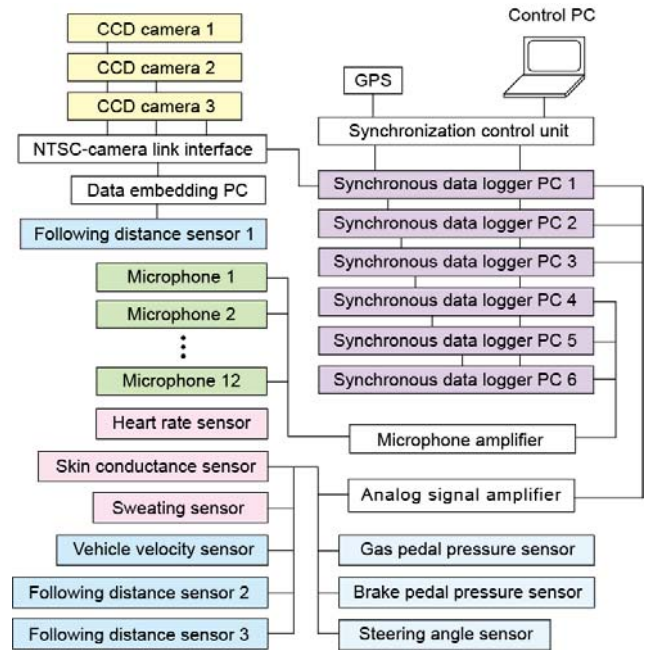 CCD camera 1
CCD camera 2
CCD camera 3
NTSC-camera link interface
Data embedding PC
Following distance sensor 1
Microphone 1
Microphone 2
Microphone 12
Heart rate sensor
Skin conductance sensor
Sweating sensor
Vehicle velocity sensor
Following distance sensor 2
Following distance sensor 3
Control PC
GPS
Synchronization control unit
Synchronous data logger PC 1
Synchronous data logger PC 2
Synchronous data logger PC 3
Synchronous data logger PC 4
Synchronous data logger PC 5
Synchronous data logger PC 6
Microphone amplifier
Analog signal amplifier
Gas pedal pressure sensor
Brake pedal pressure sensor
Steering angle sensor